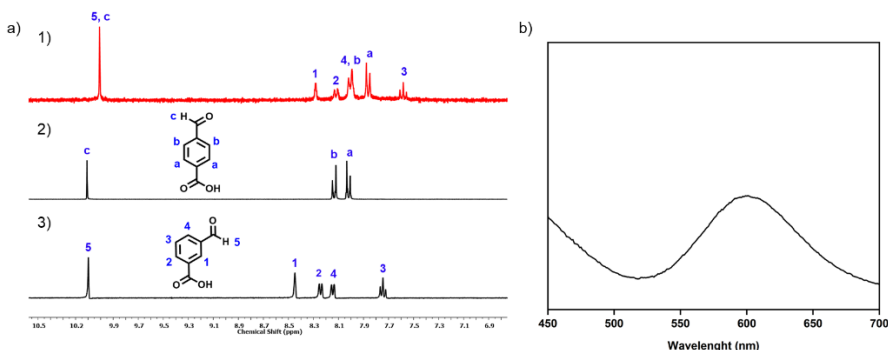 a)
1)
5, c
1
2
4, b
a
3
2)
c
c H O
b b
a a
O OH
b
a
3)
5
O
4
3 H 5
2 1
O OH
1
2
4
3
10.5 10.1 9.9 9.7 9.5 9.3 9.1 8.9 8.7 8.5 8.3 8.1 7.9 7.7 7.5 7.3 7.1 6.9
Chemical Shift (ppm)
b)
450 500 550 600 650 700
Wavelenght (nm)